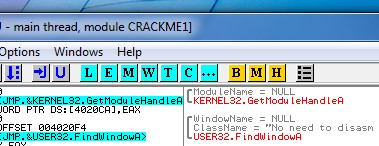 - main thread, module CRACKME1]
Options Windows Help
L E M W T C ... B M H
ModuleName = NULL
JMP.&KERNEL32.GetModuleHandleA KERNEL32.GetModuleHandleA
WORD PTR DS:[4020CA],EAX
WindowName = NULL
OFFSET 004020F4 ClassName = "No need to disasm
JMP.&USER32.FindWindowA> USER32.FindWindowA